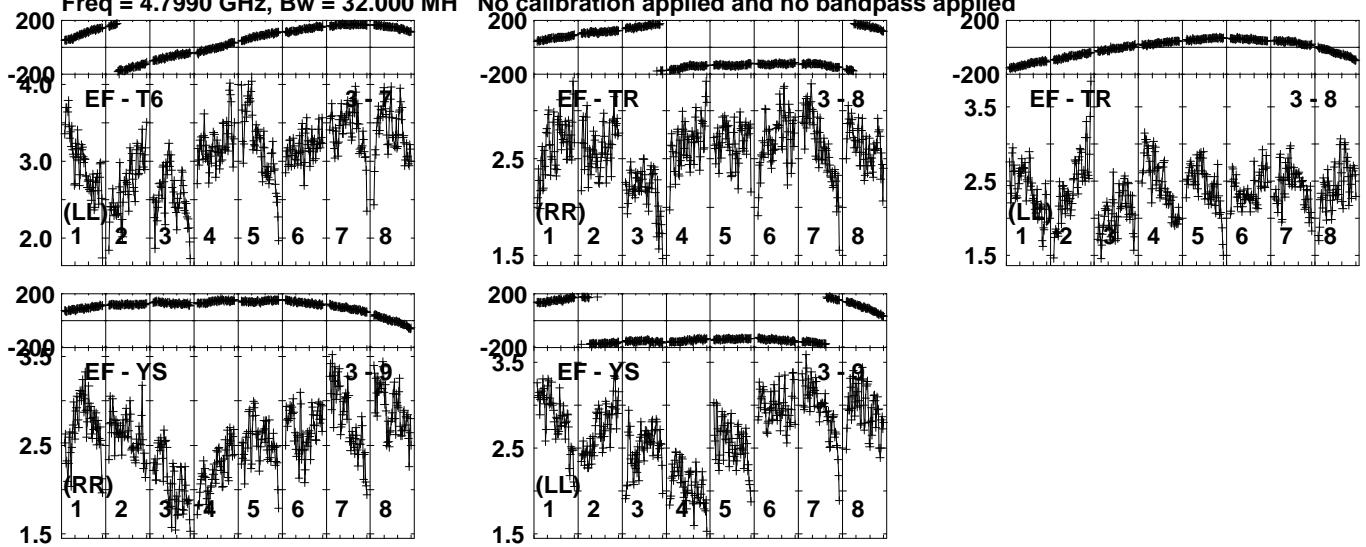 Freq = 4.7990 GHz, Bw = 32.000 MH No calibration applied and no bandpass applied
200 200 200
-200 -200 -200
4.0 EF - T6 3 - 7 EF - TR 3 - 8 3.5 EF - TR 3 - 8
3.0 2.5 2.5
(LL) (RR) (LL)
2.0 1 2 3 4 5 6 7 8 1 2 3 4 5 6 7 8 1 2 3 4 5 6 7 8
1.5 1.5
200 200
-200 -200
3.5 EF - YS 3 - 9 3.5 EF - YS 3 - 9
2.5 2.5
(RR) (LL)
1 2 3 4 5 6 7 8 1 2 3 4 5 6 7 8
1.5 1.5